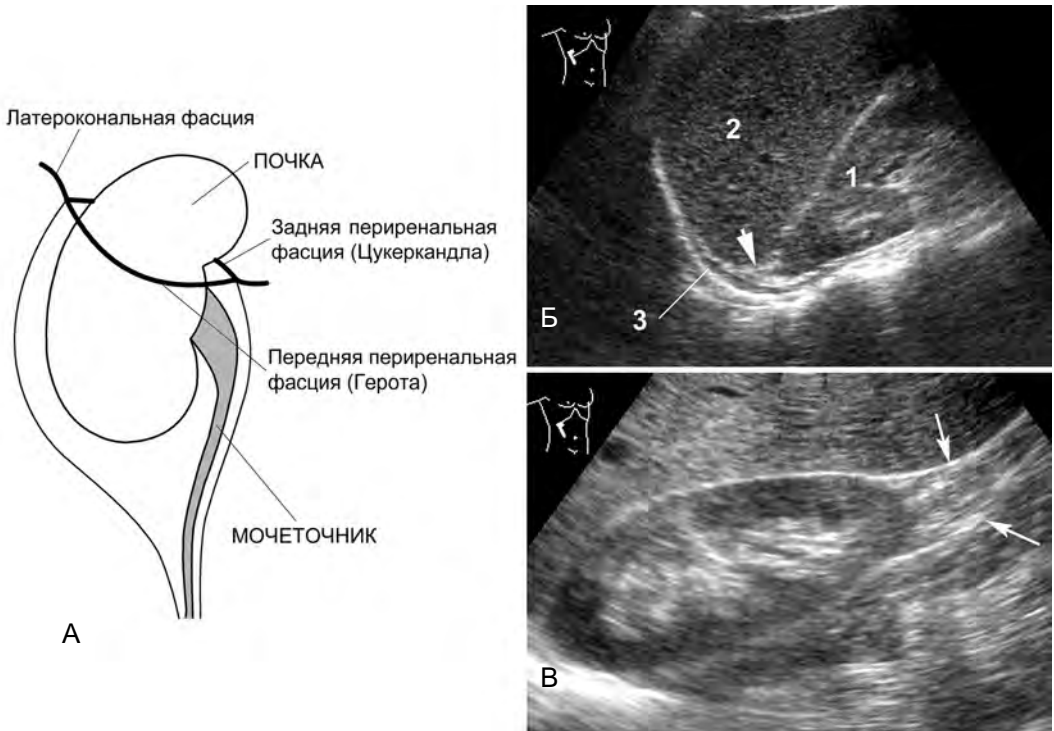 Латерокональная фасция
ПОЧКА
Задняя периренальная
фасция (Цукеркандла)
Передняя периренальная
фасция (Герота)
МОЧЕТОЧНИК
А
2
1
3
Б
В